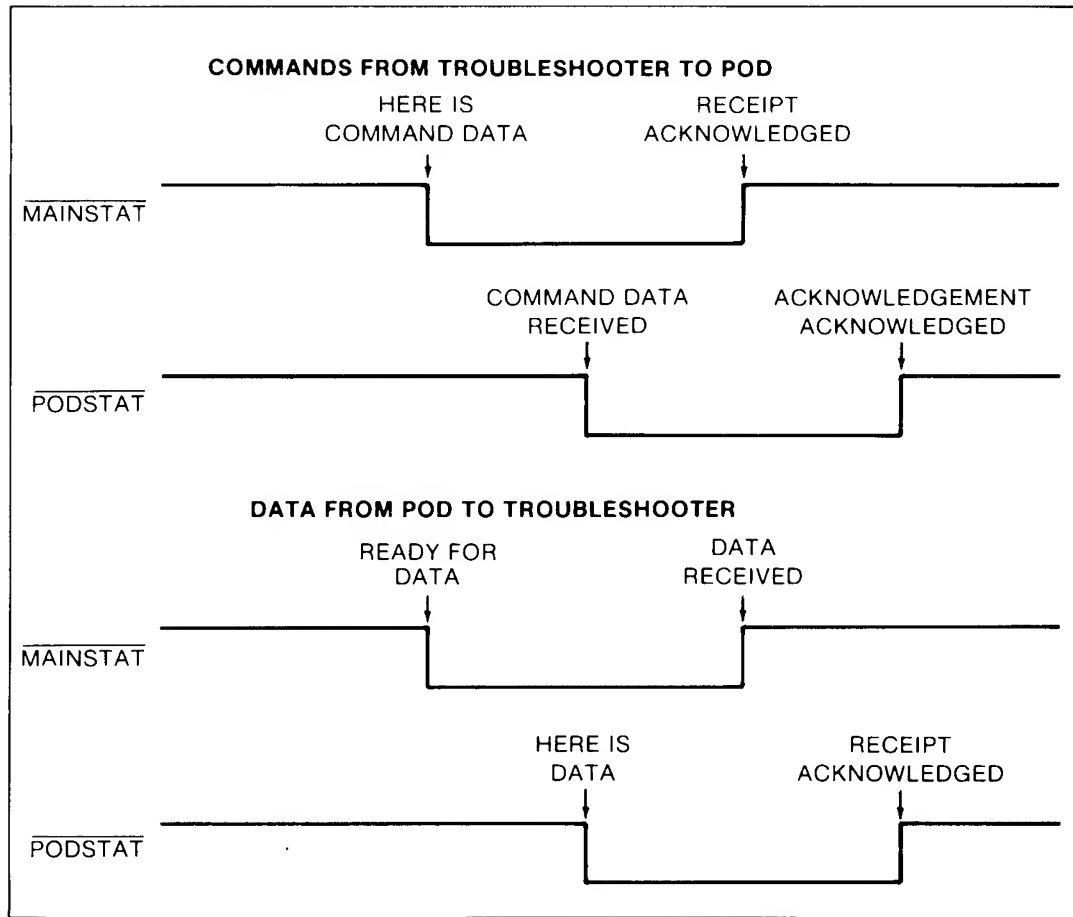 COMMANDS FROM TROUBLESHOOTER TO POD
HERE IS
COMMAND DATA
RECEIPT
ACKNOWLEDGED
MAINSTAT
COMMAND DATA
RECEIVED
ACKNOWLEDGEMENT
ACKNOWLEDGED
PODSTAT
DATA FROM POD TO TROUBLESHOOTER
READY FOR
DATA
DATA
RECEIVED
MAINSTAT
HERE IS
DATA
RECEIPT
ACKNOWLEDGED
PODSTAT